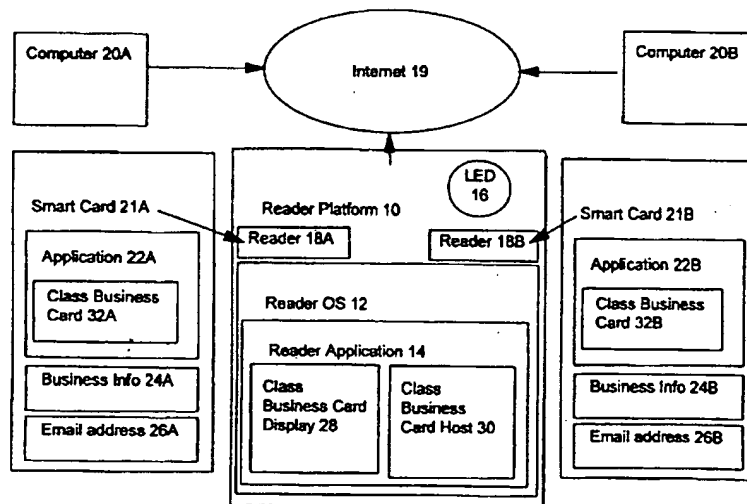 Computer 20A
Internet 19
Computer 20B
Smart Card 21A
Application 22A
Class Business
Card 32A
Business Info 24A
Email address 26A
Reader Platform 10
LED
16
Reader 18A
Reader 18B
Reader OS 12
Reader Application 14
Class
Business Card
Display 28
Class
Business
Card Host 30
Smart Card 21B
Application 22B
Class Business
Card 32B
Business Info 24B
Email address 26B